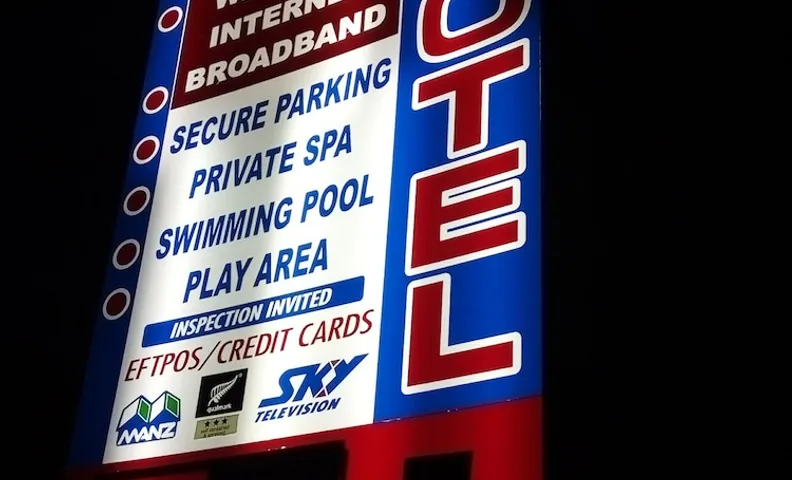 INTERNE
BROADBAND
SECURE PARKING
PRIVATE SPA
SWIMMING POOL
PLAY AREA
INSPECTION INVITED
EFTPOS/CREDIT CARDS
MANZ
qualmark
SKY
TELEVISION
OTEL